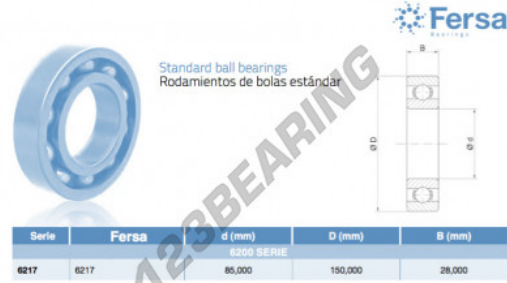 Fersa
Bearings
Standard ball bearings
Rodamientos de bolas estándar
B
Ø D
Ø d
123BEARING
Serie Fersa d (mm) D (mm) B (mm)
6200 SERIE
6217 6217 85,000 150,000 28,000